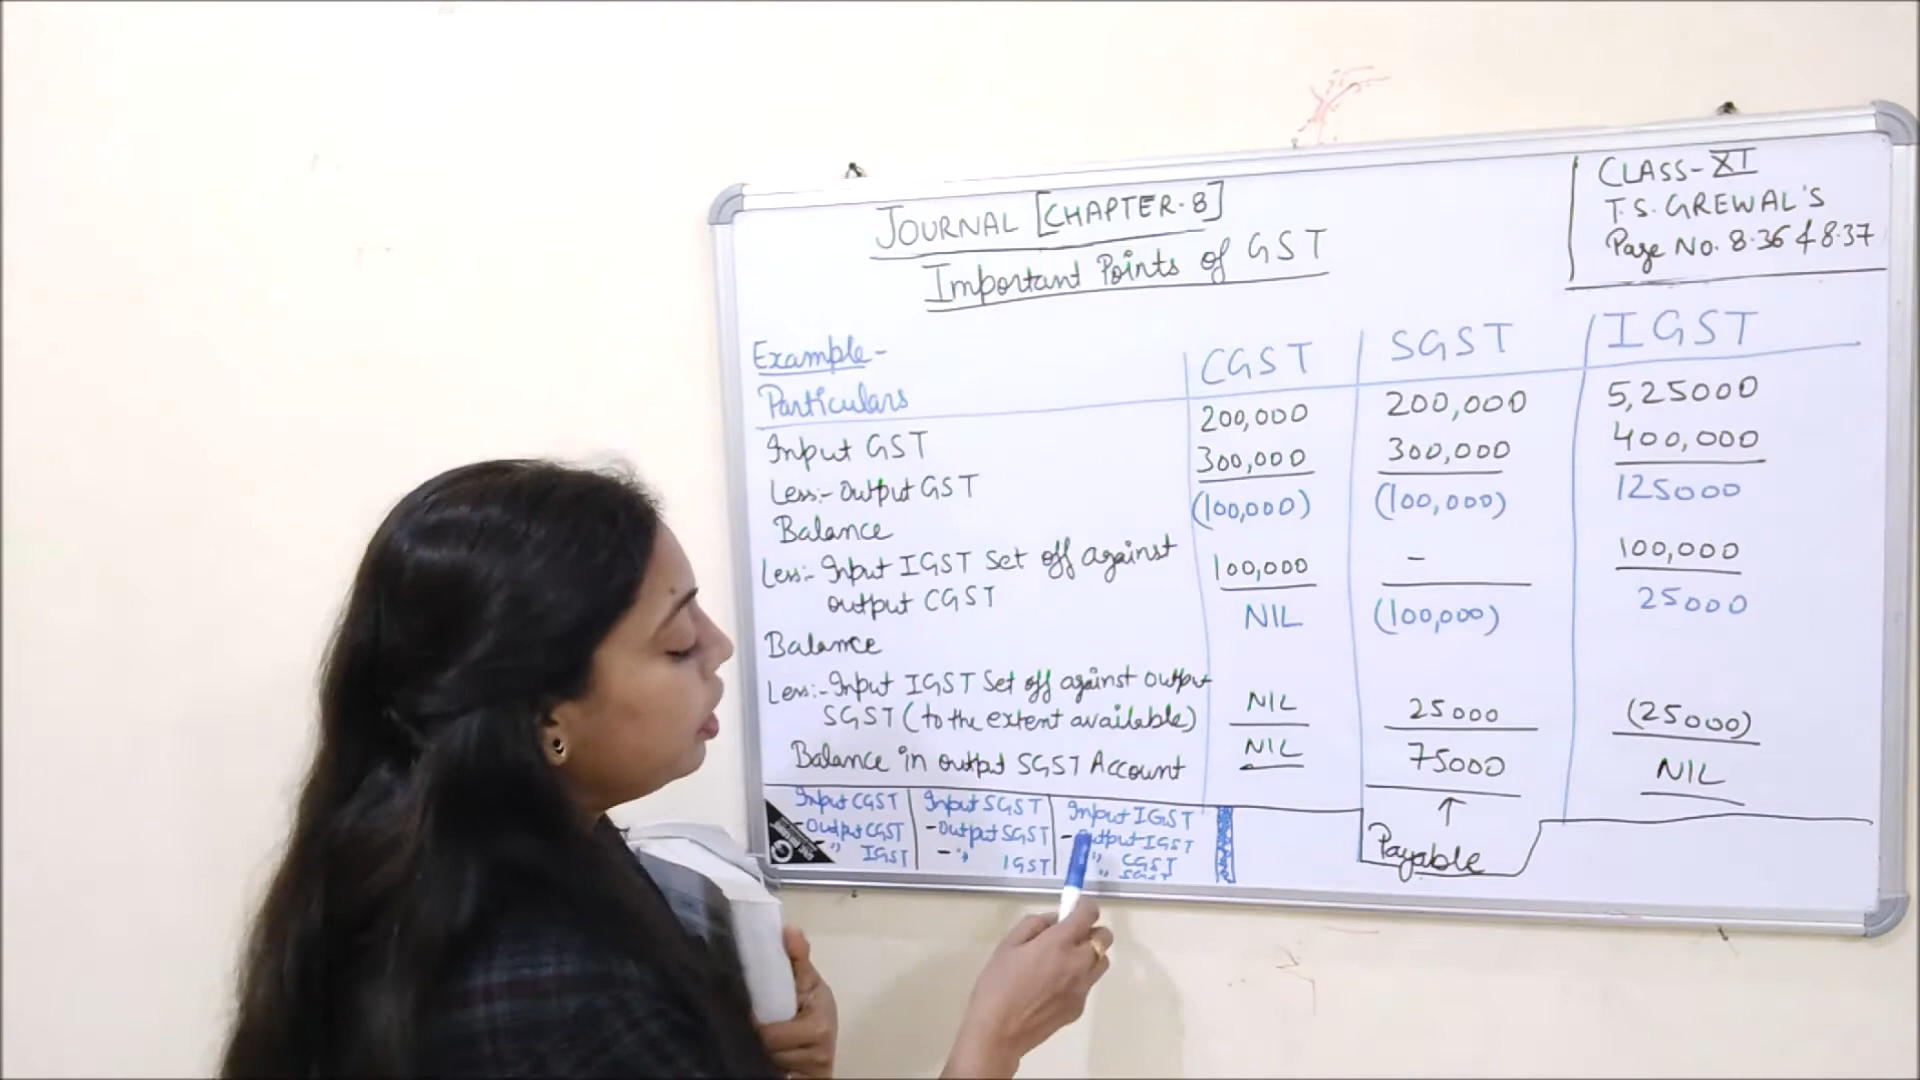 JOURNAL [CHAPTER-8]
Important Points of GST
CLASS-XI
T.S. GREWAL'S
Page No. 8.36 & 8.37
Example-
Particulars CGST SGST IGST
Input GST 200,000 200,000 5,25000
Less:- Output GST 300,000 300,000 400,000
Balance (100,000) (100,000) 125000
Less:- Input IGST Set off against 100,000 - 100,000
output CGST
Balance NIL (100,000) 25000
Less:- Input IGST Set off against output
SGST (to the extent available) NIL 25000 (25000)
Balance in output SGST Account NIL 75000 NIL
↑
Payable
Input CGST Input SGST Input IGST
-Output CGST -Output SGST -Output IGST
-" IGST -" IGST " CGST
" SGST